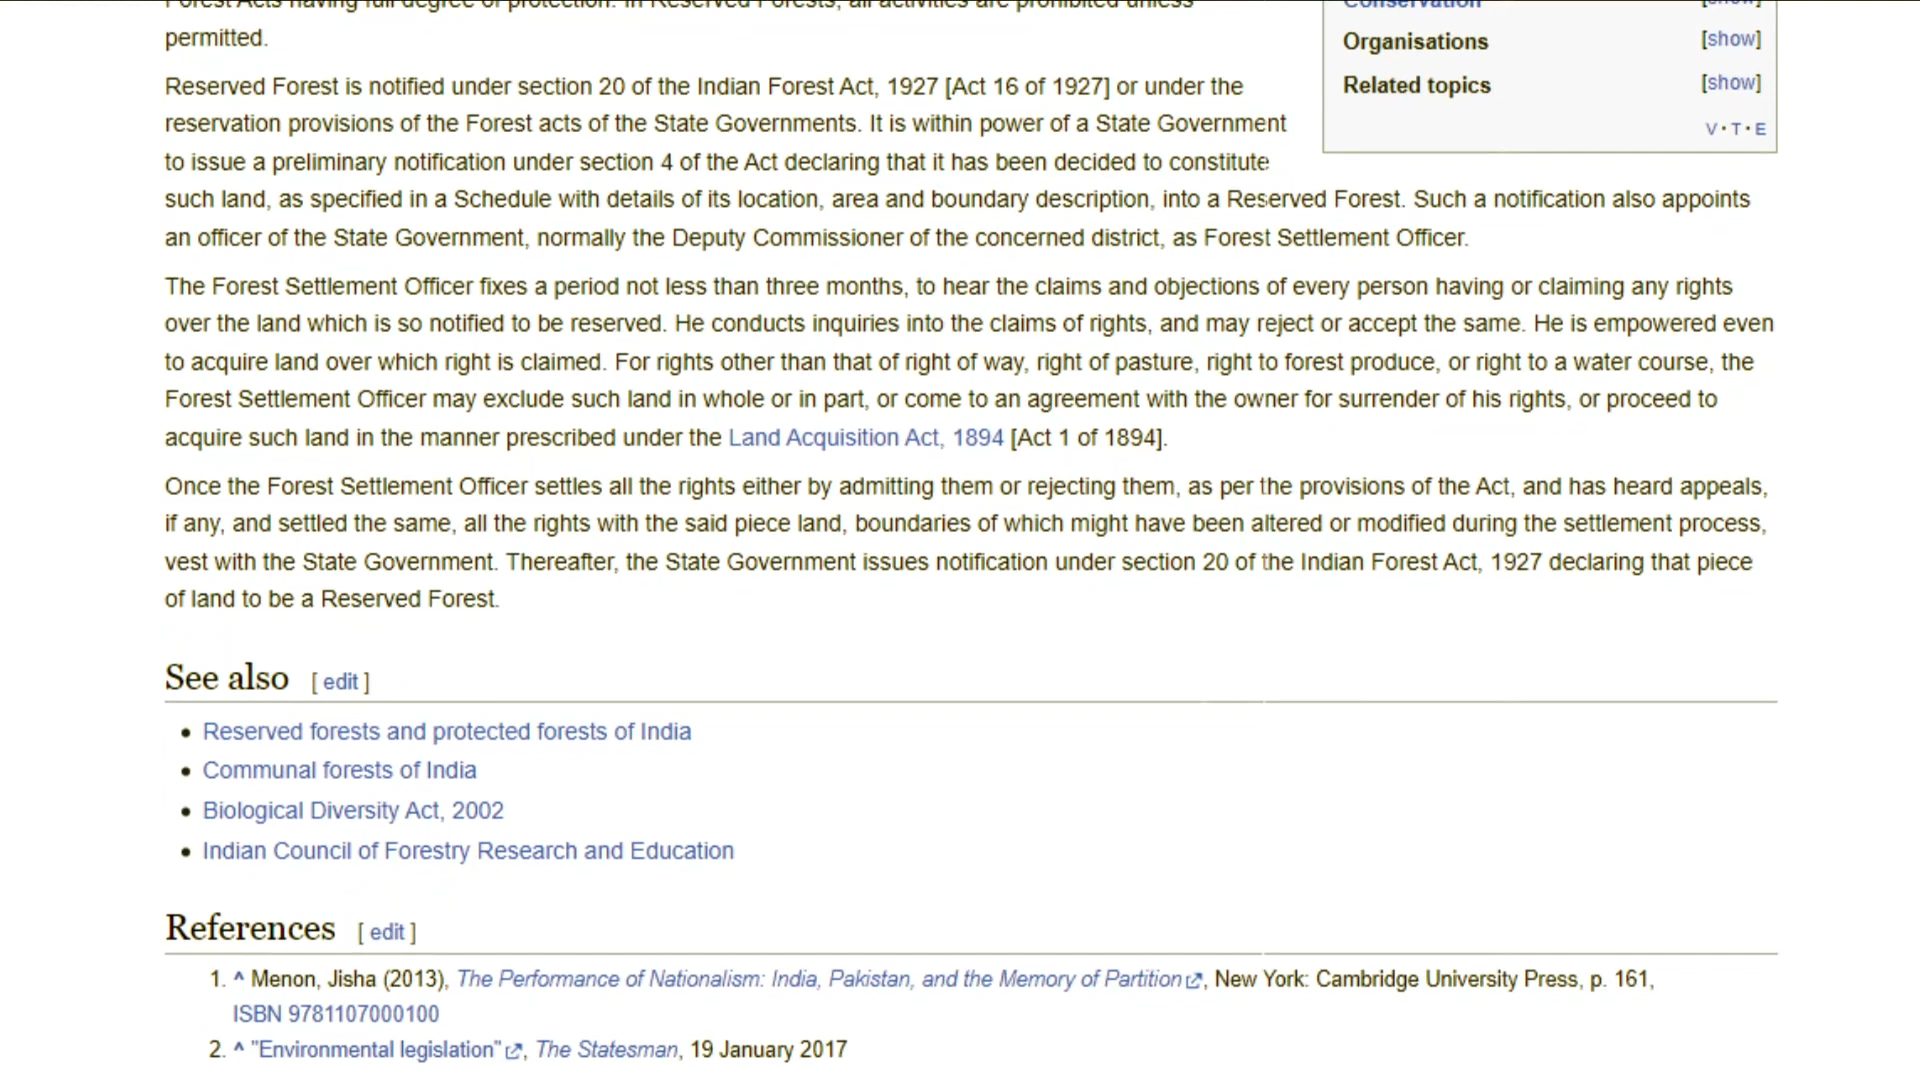 Forest Acts having full degree of protection. In Reserved Forests, all activities are prohibited unless
permitted.
Conservation [show]
Organisations [show]
Related topics [show]
V · T · E
Reserved Forest is notified under section 20 of the Indian Forest Act, 1927 [Act 16 of 1927] or under the
reservation provisions of the Forest acts of the State Governments. It is within power of a State Government
to issue a preliminary notification under section 4 of the Act declaring that it has been decided to constitute
such land, as specified in a Schedule with details of its location, area and boundary description, into a Reserved Forest. Such a notification also appoints
an officer of the State Government, normally the Deputy Commissioner of the concerned district, as Forest Settlement Officer.
The Forest Settlement Officer fixes a period not less than three months, to hear the claims and objections of every person having or claiming any rights
over the land which is so notified to be reserved. He conducts inquiries into the claims of rights, and may reject or accept the same. He is empowered even
to acquire land over which right is claimed. For rights other than that of right of way, right of pasture, right to forest produce, or right to a water course, the
Forest Settlement Officer may exclude such land in whole or in part, or come to an agreement with the owner for surrender of his rights, or proceed to
acquire such land in the manner prescribed under the Land Acquisition Act, 1894 [Act 1 of 1894].
Once the Forest Settlement Officer settles all the rights either by admitting them or rejecting them, as per the provisions of the Act, and has heard appeals,
if any, and settled the same, all the rights with the said piece land, boundaries of which might have been altered or modified during the settlement process,
vest with the State Government. Thereafter, the State Government issues notification under section 20 of the Indian Forest Act, 1927 declaring that piece
of land to be a Reserved Forest.
See also [ edit ]
• Reserved forests and protected forests of India
• Communal forests of India
• Biological Diversity Act, 2002
• Indian Council of Forestry Research and Education
References [ edit ]
1. ^ Menon, Jisha (2013), The Performance of Nationalism: India, Pakistan, and the Memory of Partition, New York: Cambridge University Press, p. 161,
ISBN 9781107000100
2. ^ "Environmental legislation", The Statesman, 19 January 2017